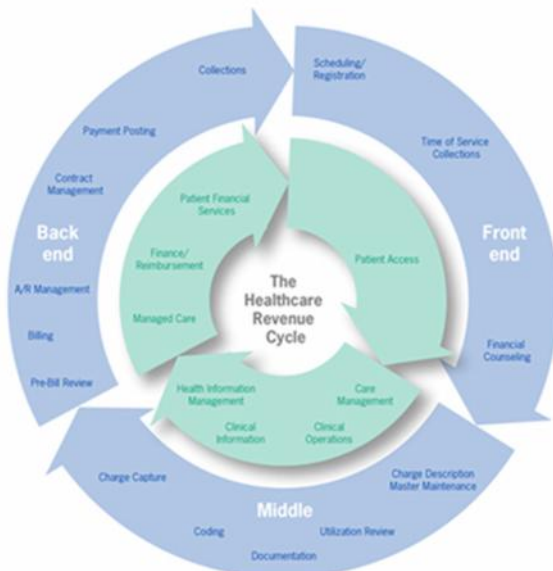 Collections
Scheduling/
Registration
Payment Posting
Time of Service
Collections
Contract
Management
Patient Financial
Services
Back
end
Front
end
Finance/
Reimbursement
Patient Access
The
Healthcare
Revenue
Cycle
A/R Management
Managed Care
Billing
Financial
Counseling
Pre-Bill Review
Health Information
Management
Care
Management
Clinical
Information
Clinical
Operations
Charge Capture
Charge Description
Master Maintenance
Middle
Coding
Utilization Review
Documentation